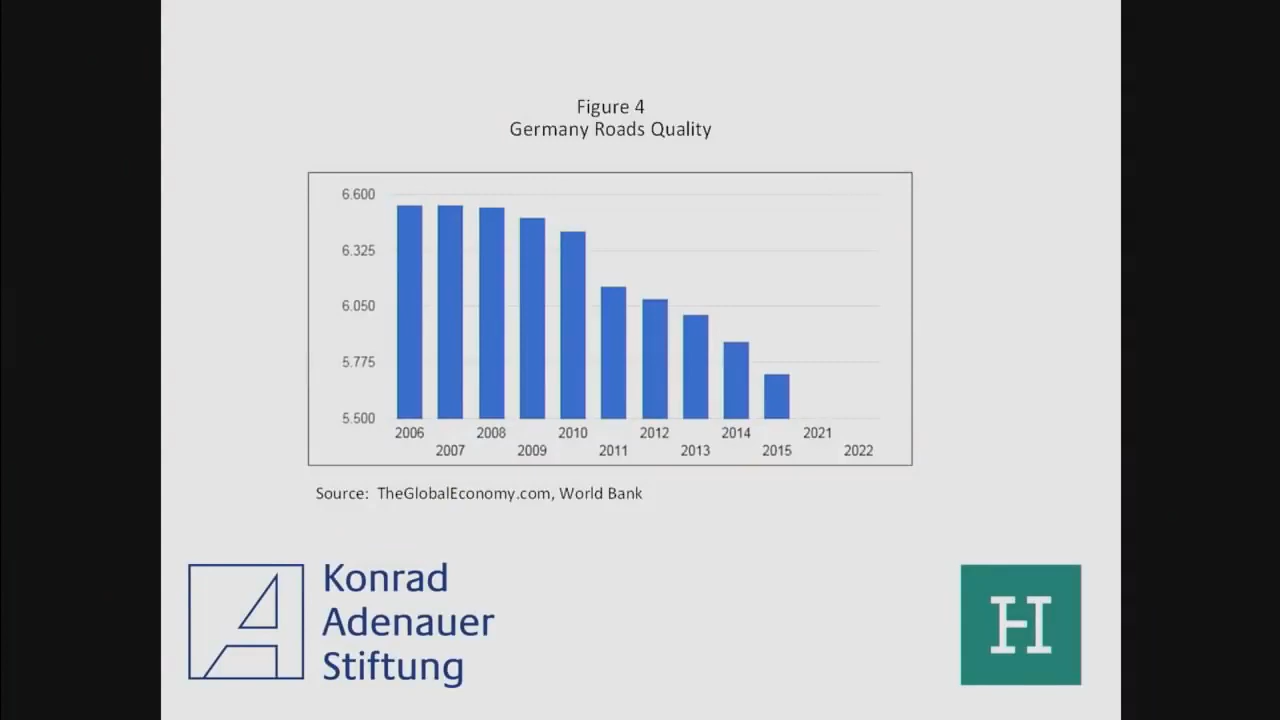 Figure 4
Germany Roads Quality
6.600
6.325
6.050
5.775
5.500
2006 2008 2010 2012 2014 2021
2007 2009 2011 2013 2015 2022
Source: TheGlobalEconomy.com, World Bank
Konrad
Adenauer
Stiftung
H